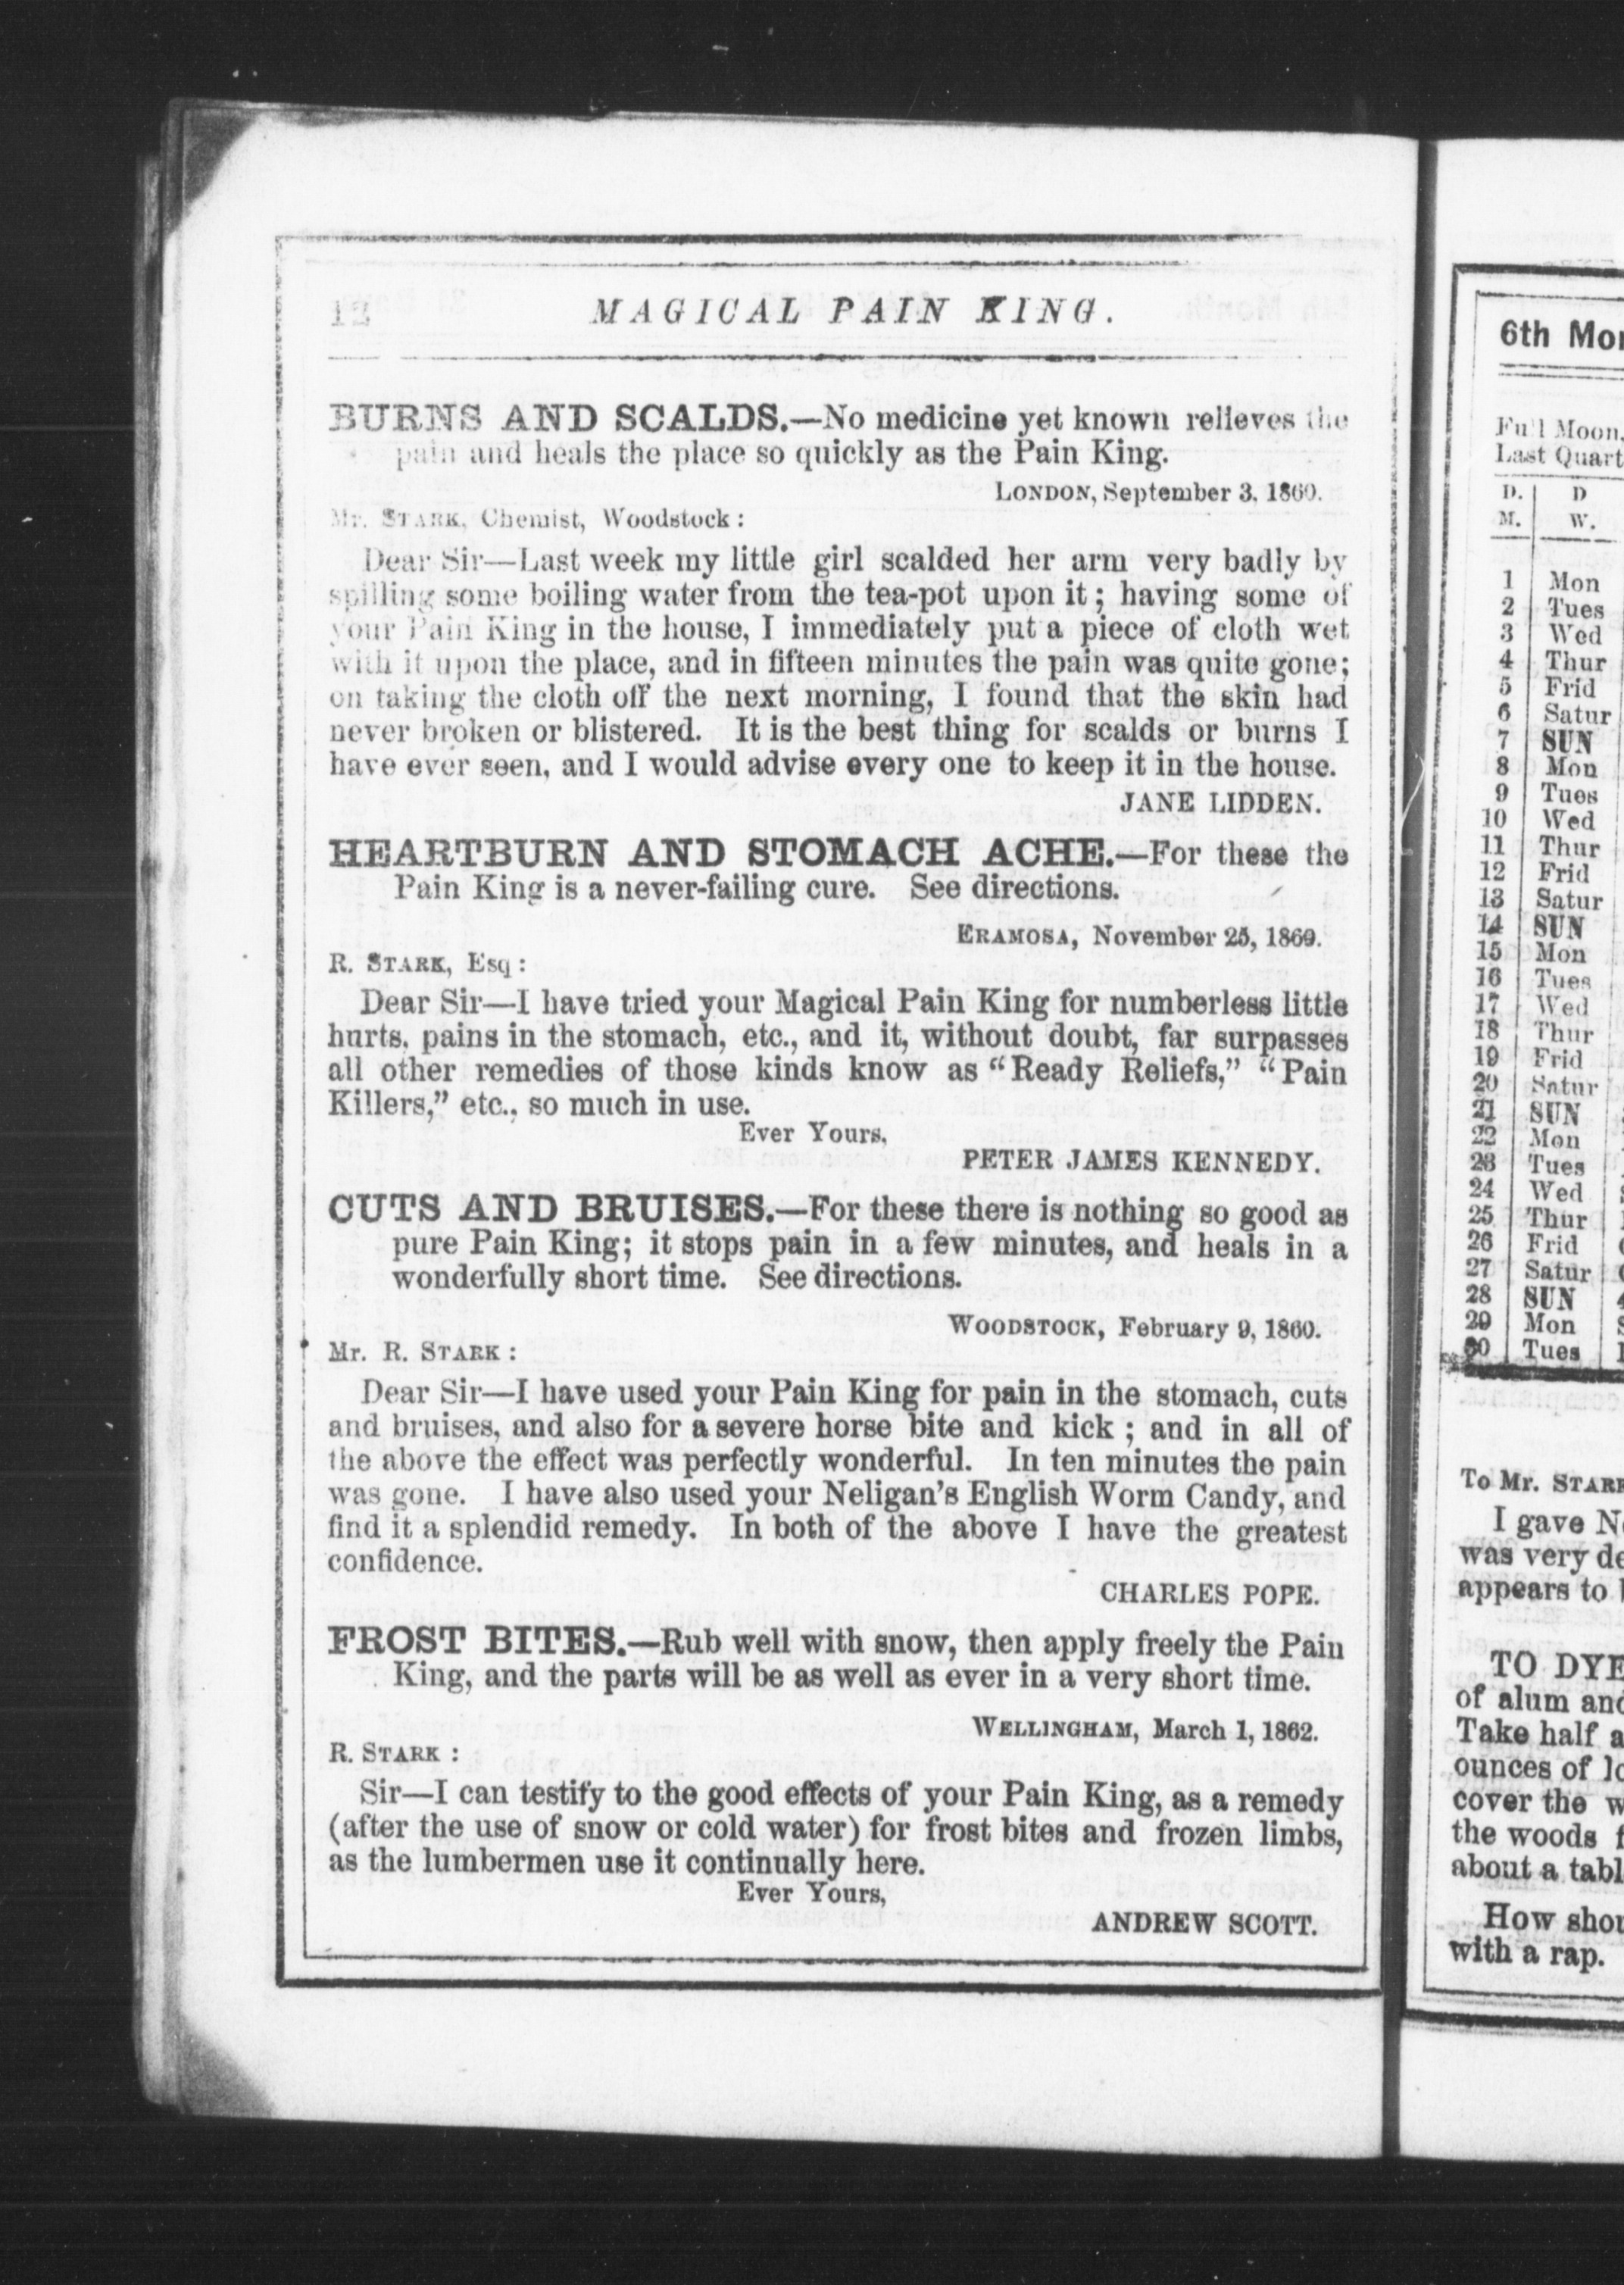 12 MAGICAL PAIN KING.
BURNS AND SCALDS.—No medicine yet known relieves the
pain and heals the place so quickly as the Pain King.
LONDON, September 3, 1860.
Mr. STARK, Chemist, Woodstock:
Dear Sir—Last week my little girl scalded her arm very badly by
spilling some boiling water from the tea-pot upon it; having some of
your Pain King in the house, I immediately put a piece of cloth wet
with it upon the place, and in fifteen minutes the pain was quite gone;
on taking the cloth off the next morning, I found that the skin had
never broken or blistered. It is the best thing for scalds or burns I
have ever seen, and I would advise every one to keep it in the house.
JANE LIDDEN.
HEARTBURN AND STOMACH ACHE.—For these the
Pain King is a never-failing cure. See directions.
ERAMOSA, November 25, 1860.
R. STARK, Esq:
Dear Sir—I have tried your Magical Pain King for numberless little
hurts, pains in the stomach, etc., and it, without doubt, far surpasses
all other remedies of those kinds know as “Ready Reliefs,” “Pain
Killers,” etc., so much in use.
Ever Yours,
PETER JAMES KENNEDY.
CUTS AND BRUISES.—For these there is nothing so good as
pure Pain King; it stops pain in a few minutes, and heals in a
wonderfully short time. See directions.
WOODSTOCK, February 9, 1860.
Mr. R. STARK:
Dear Sir—I have used your Pain King for pain in the stomach, cuts
and bruises, and also for a severe horse bite and kick; and in all of
the above the effect was perfectly wonderful. In ten minutes the pain
was gone. I have also used your Neligan's English Worm Candy, and
find it a splendid remedy. In both of the above I have the greatest
confidence.
CHARLES POPE.
FROST BITES.—Rub well with snow, then apply freely the Pain
King, and the parts will be as well as ever in a very short time.
WELLINGHAM, March 1, 1862.
R. STARK:
Sir—I can testify to the good effects of your Pain King, as a remedy
(after the use of snow or cold water) for frost bites and frozen limbs,
as the lumbermen use it continually here.
Ever Yours,
ANDREW SCOTT.
6th
Full Moon,
Last
D. D
M. W.
1 Mon
2 Tues
3 Wed
4 Thur
5 Frid
6 Satur
7 SUN
8 Mon
9 Tues
10 Wed
11 Thur
12 Frid
13 Satur
14 SUN
15 Mon
16 Tues
17 Wed
18 Thur
19 Frid
20 Satur
21 SUN
22 Mon
23 Tues
24 Wed
25 Thur
26 Frid
27 Satur
28 SUN
29 Mon
30 Tues
To Mr. STARK
I gave
was very
appears to
TO DYE
of alum and
Take half a
ounces of
cover the
the woods
about a
How
with a rap.